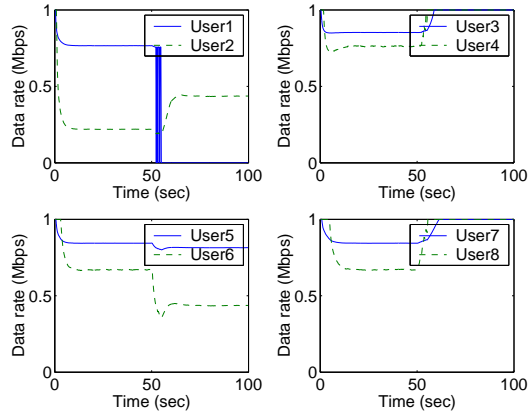 1
0.5
0
0 50 100
Time (sec)
Data rate (Mbps)
User1
User2
1
0.5
0
0 50 100
Time (sec)
Data rate (Mbps)
User3
User4
1
0.5
0
0 50 100
Time (sec)
Data rate (Mbps)
User5
User6
1
0.5
0
0 50 100
Time (sec)
Data rate (Mbps)
User7
User8